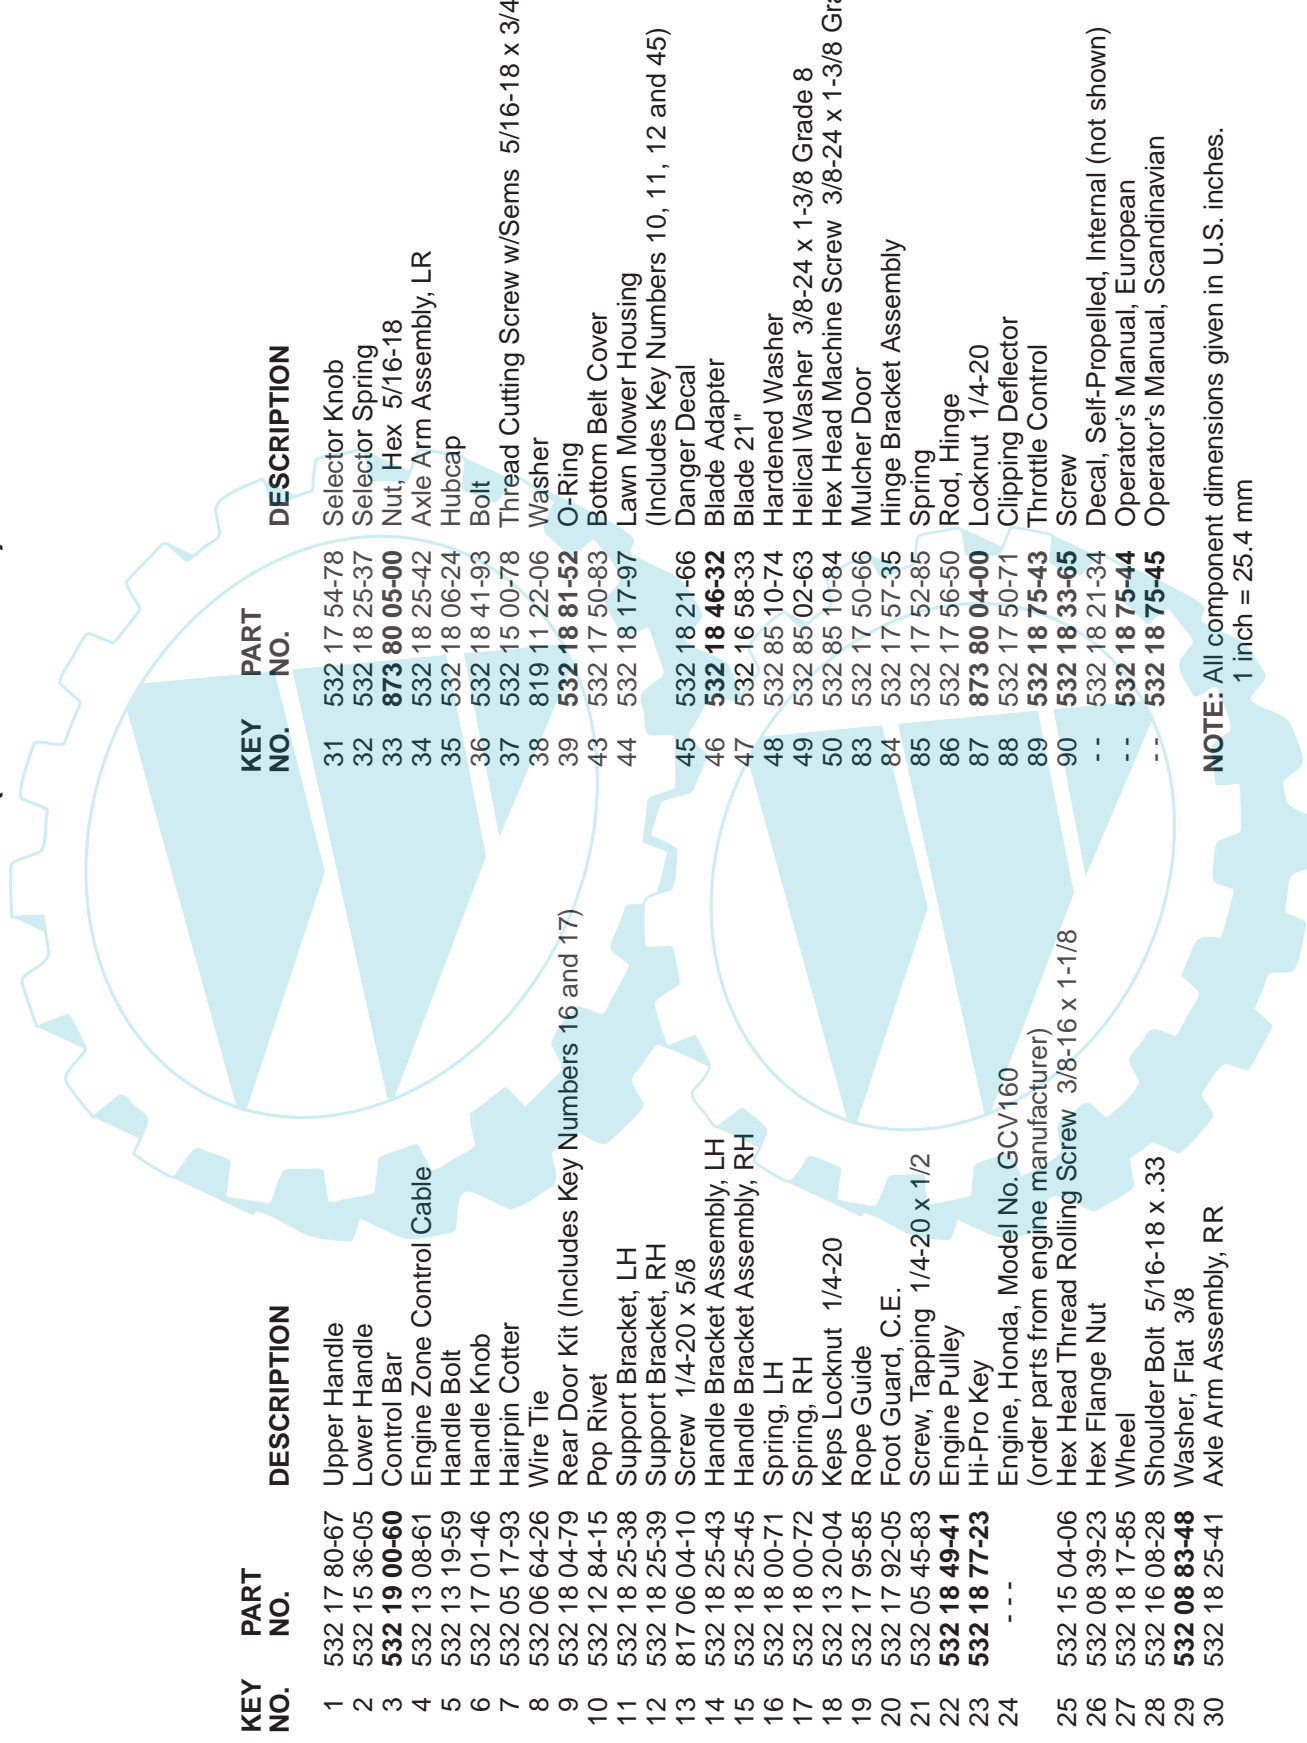 KEY PART
NO. NO. DESCRIPTION
1 532 17 80-67 Upper Handle
2 532 15 36-05 Lower Handle
3 532 19 00-60 Control Bar
4 532 13 08-61 Engine Zone Control Cable
5 532 13 19-59 Handle Bolt
6 532 17 01-46 Handle Knob
7 532 05 17-93 Hairpin Cotter
8 532 06 64-26 Wire Tie
9 532 18 04-79 Rear Door Kit (Includes Key Numbers 16 and 17)
10 532 12 84-15 Pop Rivet
11 532 18 25-38 Support Bracket, LH
12 532 18 25-39 Support Bracket, RH
13 817 06 04-10 Screw 1/4-20 x 5/8
14 532 18 25-43 Handle Bracket Assembly, LH
15 532 18 25-45 Handle Bracket Assembly, RH
16 532 18 00-71 Spring, LH
17 532 18 00-72 Spring, RH
18 532 13 20-04 Keps Locknut 1/4-20
19 532 17 95-85 Rope Guide
20 532 17 92-05 Foot Guard, C.E.
21 532 05 45-83 Screw, Tapping 1/4-20 x 1/2
22 532 18 49-41 Engine Pulley
23 532 18 77-23 Hi-Pro Key
24 - - - Engine, Honda, Model No. GCV160
(order parts from engine manufacturer)
25 532 15 04-06 Hex Head Thread Rolling Screw 3/8-16 x 1-1/8
26 532 08 39-23 Hex Flange Nut
27 532 18 17-85 Wheel
28 532 16 08-28 Shoulder Bolt 5/16-18 x .33
29 532 08 83-48 Washer, Flat 3/8
30 532 18 25-41 Axle Arm Assembly, RR
KEY PART
NO. NO. DESCRIPTION
31 532 17 54-78 Selector Knob
32 532 18 25-37 Selector Spring
33 873 80 05-00 Nut, Hex 5/16-18
34 532 18 25-42 Axle Arm Assembly, LR
35 532 18 06-24 Hubcap
36 532 18 41-93 Bolt
37 532 15 00-78 Thread Cutting Screw w/Sems 5/16-18 x 3/4
38 819 11 22-06 Washer
39 532 18 81-52 O-Ring
43 532 17 50-83 Bottom Belt Cover
44 532 18 17-97 Lawn Mower Housing
(Includes Key Numbers 10, 11, 12 and 45)
45 532 18 21-66 Danger Decal
46 532 18 46-32 Blade Adapter
47 532 16 58-33 Blade 21"
48 532 85 10-74 Hardened Washer
49 532 85 02-63 Helical Washer 3/8-24 x 1-3/8 Grade 8
50 532 85 10-84 Hex Head Machine Screw 3/8-24 x 1-3/8
83 532 17 50-66 Mulcher Door
84 532 17 57-35 Hinge Bracket Assembly
85 532 17 52-85 Spring
86 532 17 56-50 Rod, Hinge
87 873 80 04-00 Locknut 1/4-20
88 532 17 50-71 Clipping Deflector
89 532 18 75-43 Throttle Control
90 532 18 33-65 Screw
- - 532 18 21-34 Decal, Self-Propelled, Internal (not shown)
- - 532 18 75-44 Operator's Manual, European
- - 532 18 75-45 Operator's Manual, Scandinavian
NOTE: All component dimensions given in U.S. inches.
1 inch = 25.4 mm